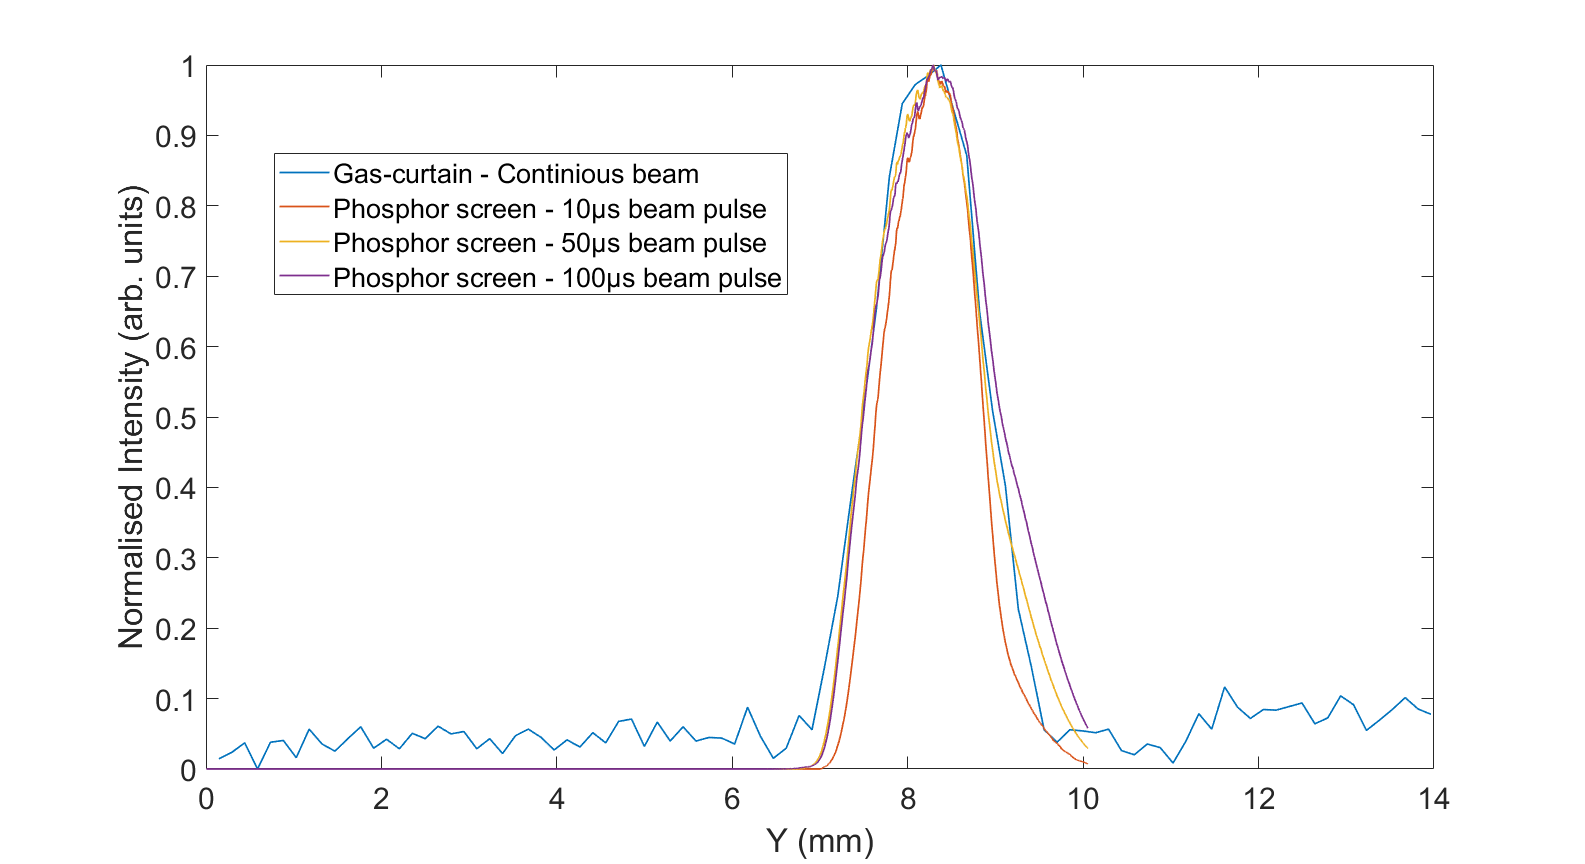 1
0.9
0.8
0.7
0.6
0.5
0.4
0.3
0.2
0.1
0
Normalised Intensity (arb. units)
Gas-curtain - Continious beam
Phosphor screen - 10µs beam pulse
Phosphor screen - 50µs beam pulse
Phosphor screen - 100µs beam pulse
0 2 4 6 8 10 12 14
Y (mm)